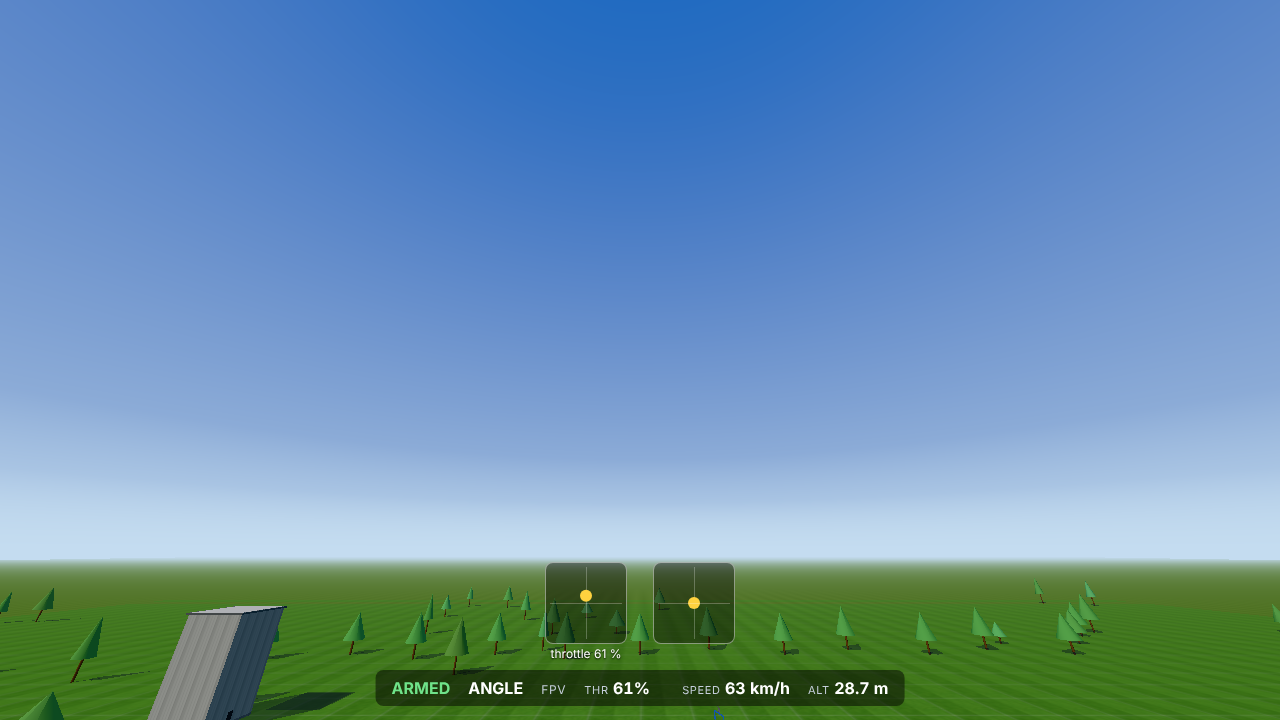 throttle 61 %
ARMED ANGLE FPV THR 61% SPEED 63 km/h ALT 28.7 m